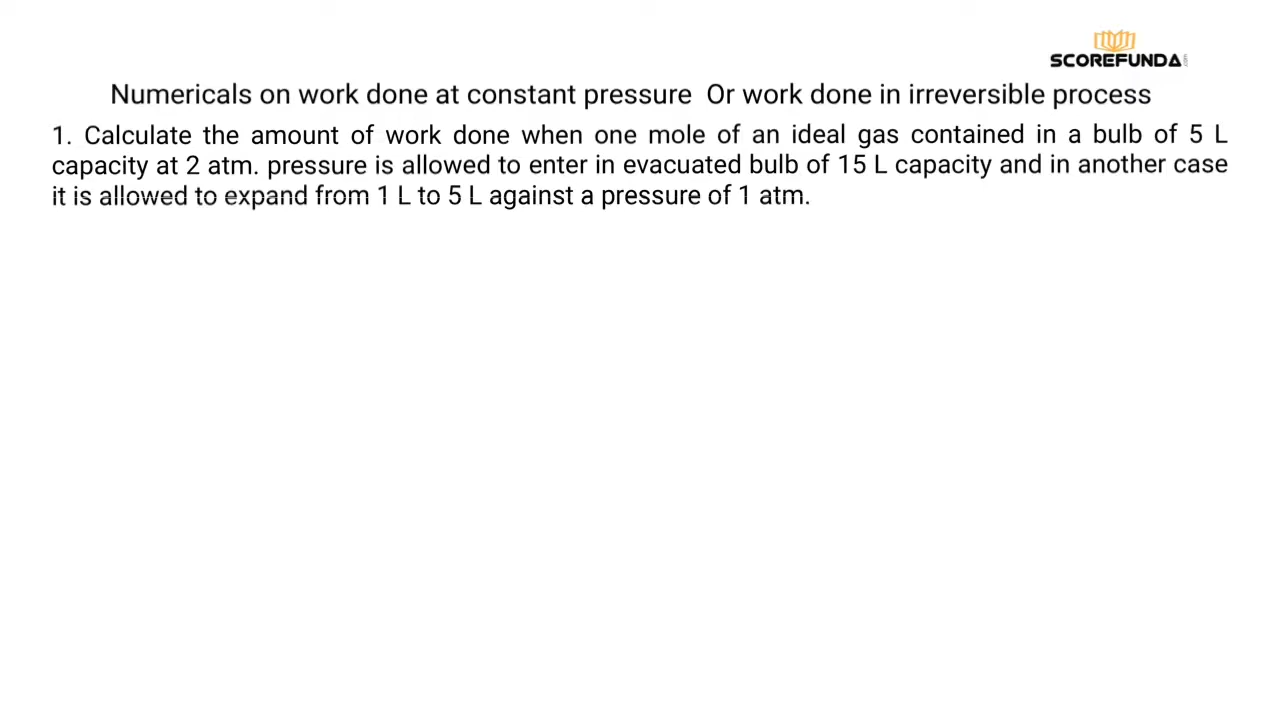 SCOREFUNDA
Numericals on work done at constant pressure Or work done in irreversible process
1. Calculate the amount of work done when one mole of an ideal gas contained in a bulb of 5 L
capacity at 2 atm. pressure is allowed to enter in evacuated bulb of 15 L capacity and in another case
it is allowed to expand from 1 L to 5 L against a pressure of 1 atm.